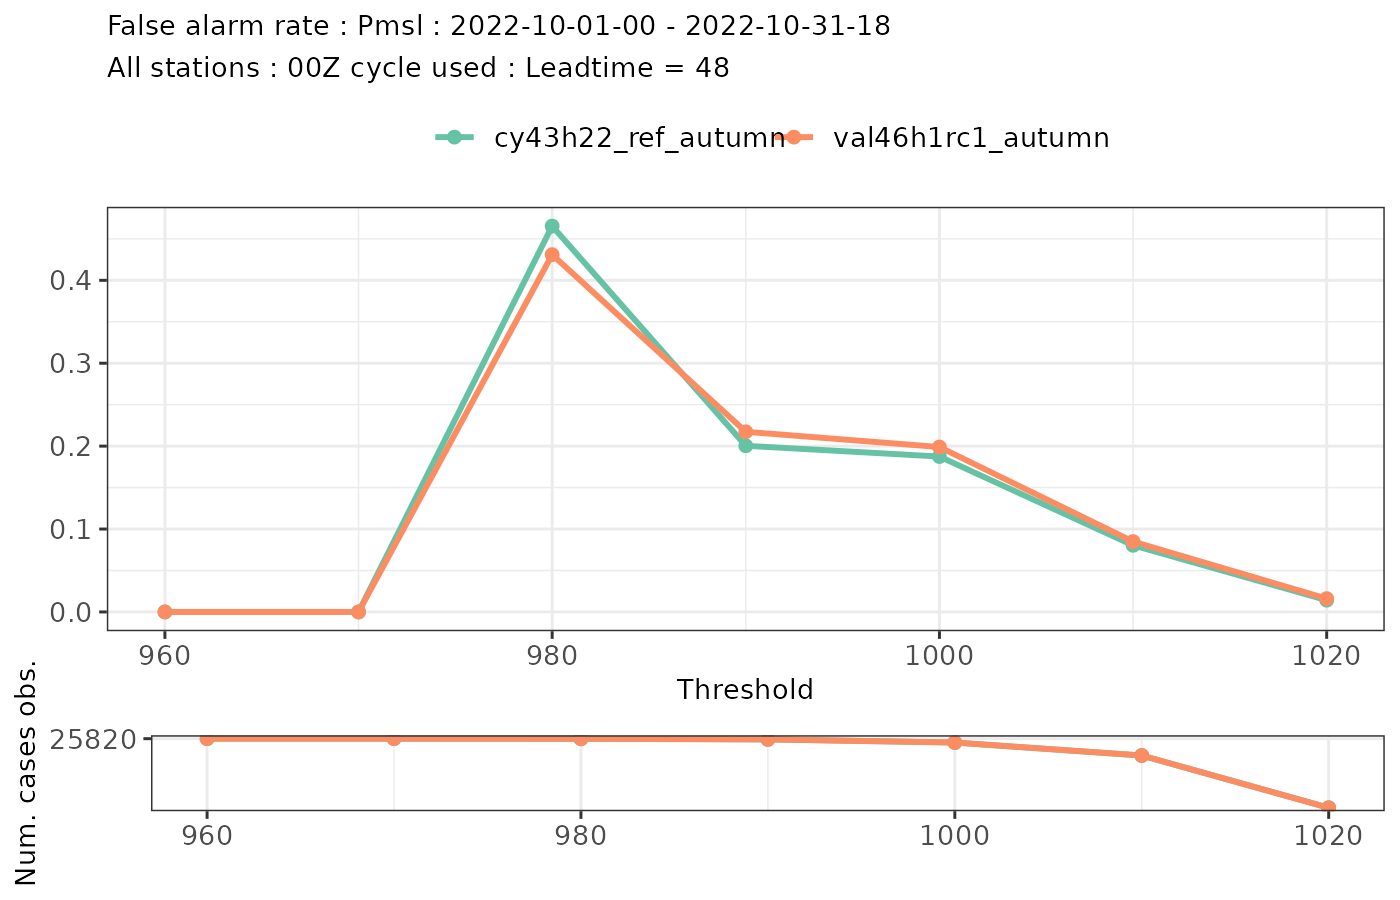 False alarm rate : Pmsl : 2022-10-01-00 - 2022-10-31-18
All stations : 00Z cycle used : Leadtime = 48
cy43h22_ref_autumn val46h1rc1_autumn
0.4
0.3
0.2
0.1
0.0
960 980 1000 1020
Threshold
Num. cases obs.
25820
960 980 1000 1020